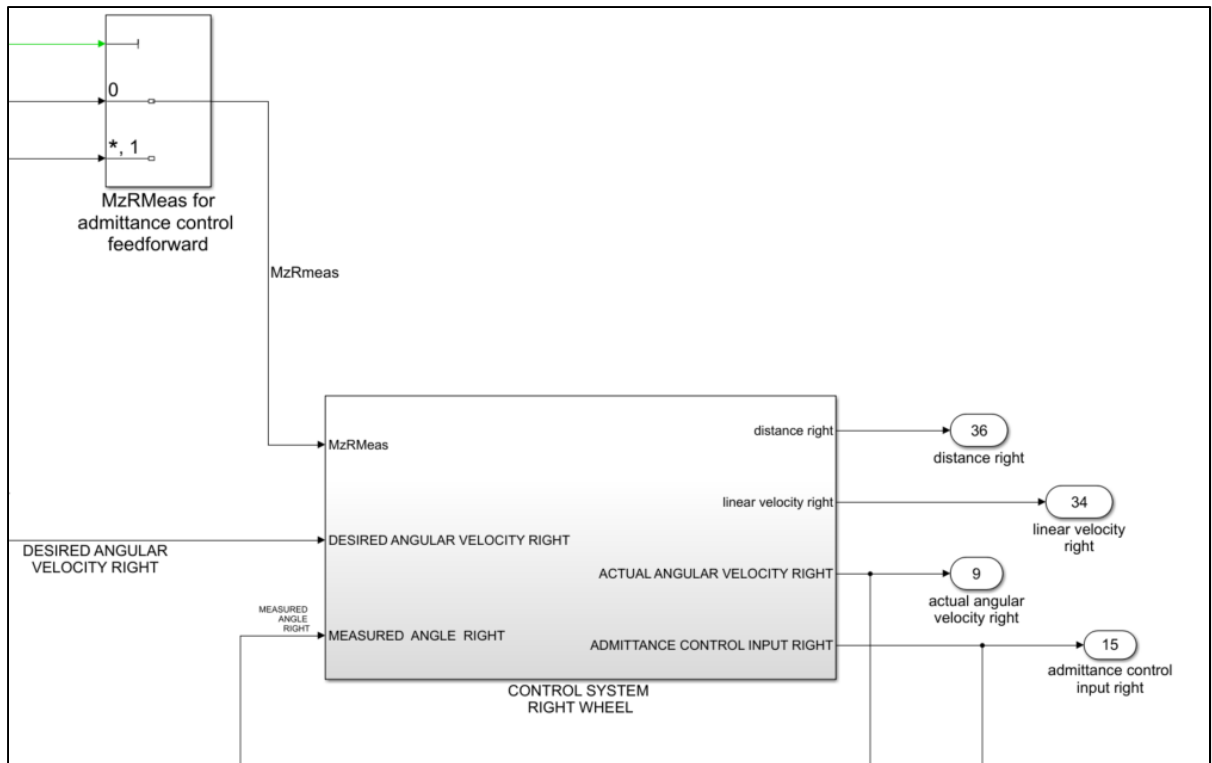 0
*, 1
MzRMeas for
admittance control
feedforward
MzRmeas
MzRMeas
DESIRED ANGULAR VELOCITY RIGHT
MEASURED ANGLE RIGHT
distance right
linear velocity right
ACTUAL ANGULAR VELOCITY RIGHT
ADMITTANCE CONTROL INPUT RIGHT
CONTROL SYSTEM
RIGHT WHEEL
DESIRED ANGULAR
VELOCITY RIGHT
MEASURED
ANGLE
RIGHT
36
distance right
34
linear velocity
right
9
actual angular
velocity right
15
admittance control
input right